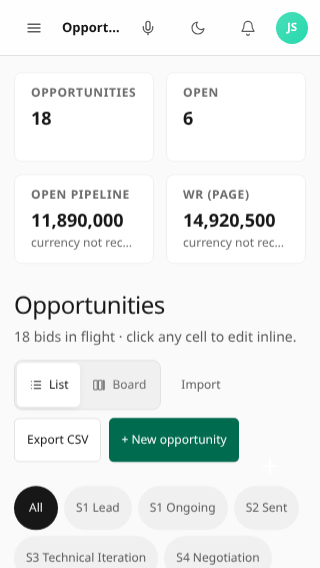 Opport...
JS
OPPORTUNITIES
18
OPEN
6
OPEN PIPELINE
11,890,000
currency not rec...
WR (PAGE)
14,920,500
currency not rec...
Opportunities
18 bids in flight · click any cell to edit inline.
List
Board
Import
Export CSV
+ New opportunity
All
S1 Lead
S1 Ongoing
S2 Sent
S3 Technical Iteration
S4 Negotiation